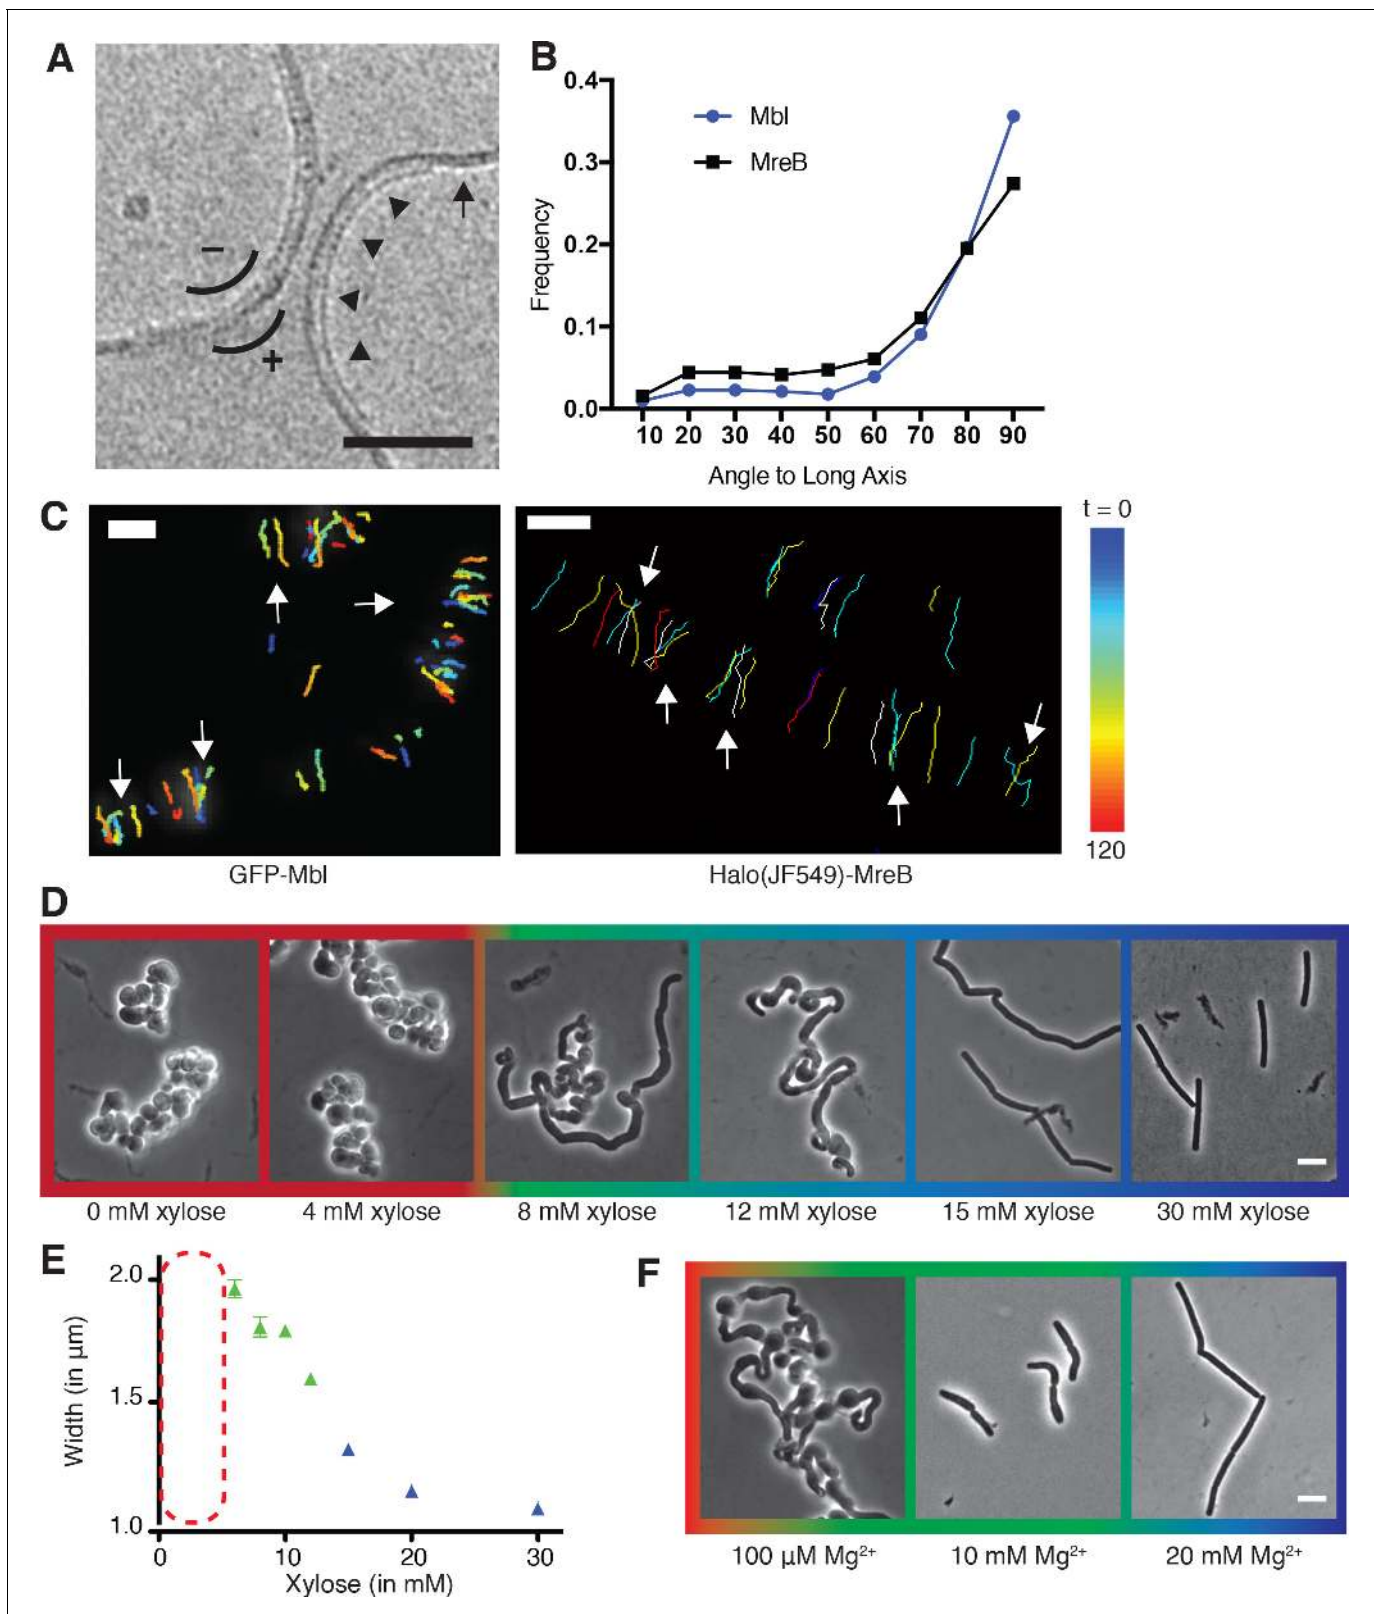 A
−
+
B
0.4
0.3
0.2
0.1
0.0
Frequency
Mbl
MreB
10 20 30 40 50 60 70 80 90
Angle to Long Axis
C
GFP-Mbl
Halo(JF549)-MreB
t = 0
120
D
0 mM xylose
4 mM xylose
8 mM xylose
12 mM xylose
15 mM xylose
30 mM xylose
E
2.0
1.5
1.0
Width (in µm)
0 10 20 30
Xylose (in mM)
F
100 µM Mg²⁺
10 mM Mg²⁺
20 mM Mg²⁺